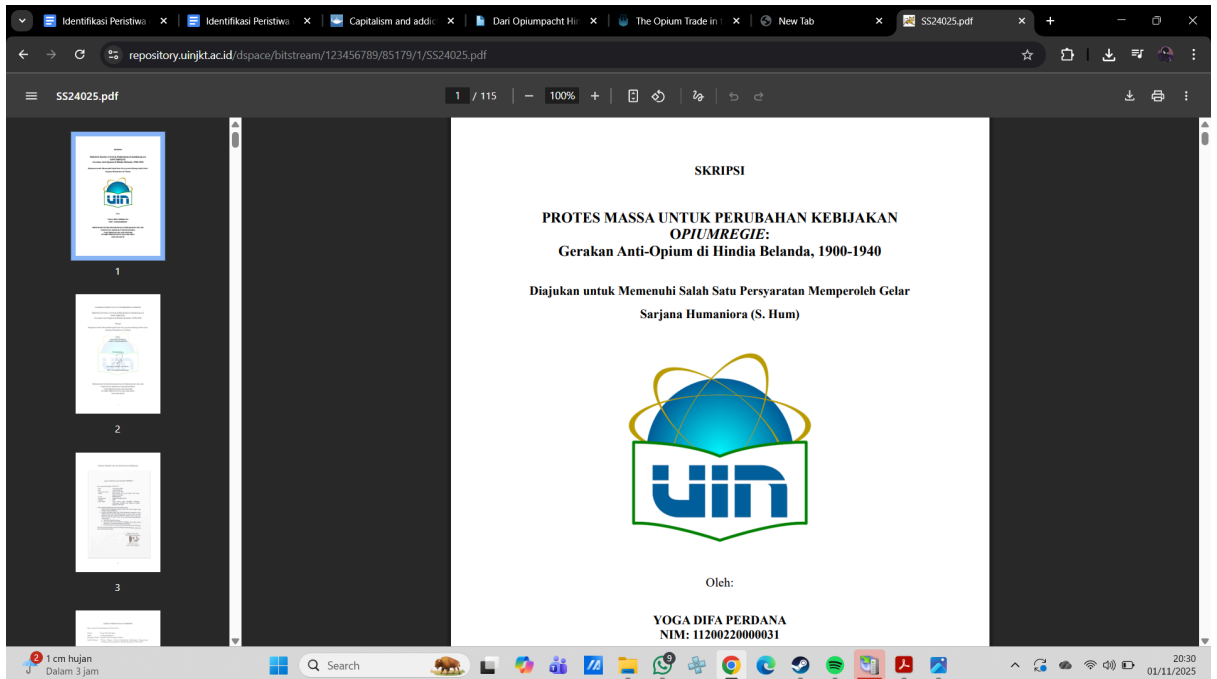 Identifikasi Peristiwa
Identifikasi Peristiwa
Capitalism and addic
Dari Opiumpacht Hin
The Opium Trade in
New Tab
SS24025.pdf
repository.uinjkt.ac.id/dspace/bitstream/123456789/85179/1/SS24025.pdf
SS24025.pdf
1 / 115
100%
1
2
3
SKRIPSI
PROTES MASSA UNTUK PERUBAHAN KEBIJAKAN
OPIUMREGIE:
Gerakan Anti-Opium di Hindia Belanda, 1900-1940
Diajukan untuk Memenuhi Salah Satu Persyaratan Memperoleh Gelar
Sarjana Humaniora (S. Hum)
uin
Oleh:
YOGA DIFA PERDANA
NIM: 11200220000031
2
1 cm hujan
Dalam 3 jam
Search
9
20:30
01/11/2025